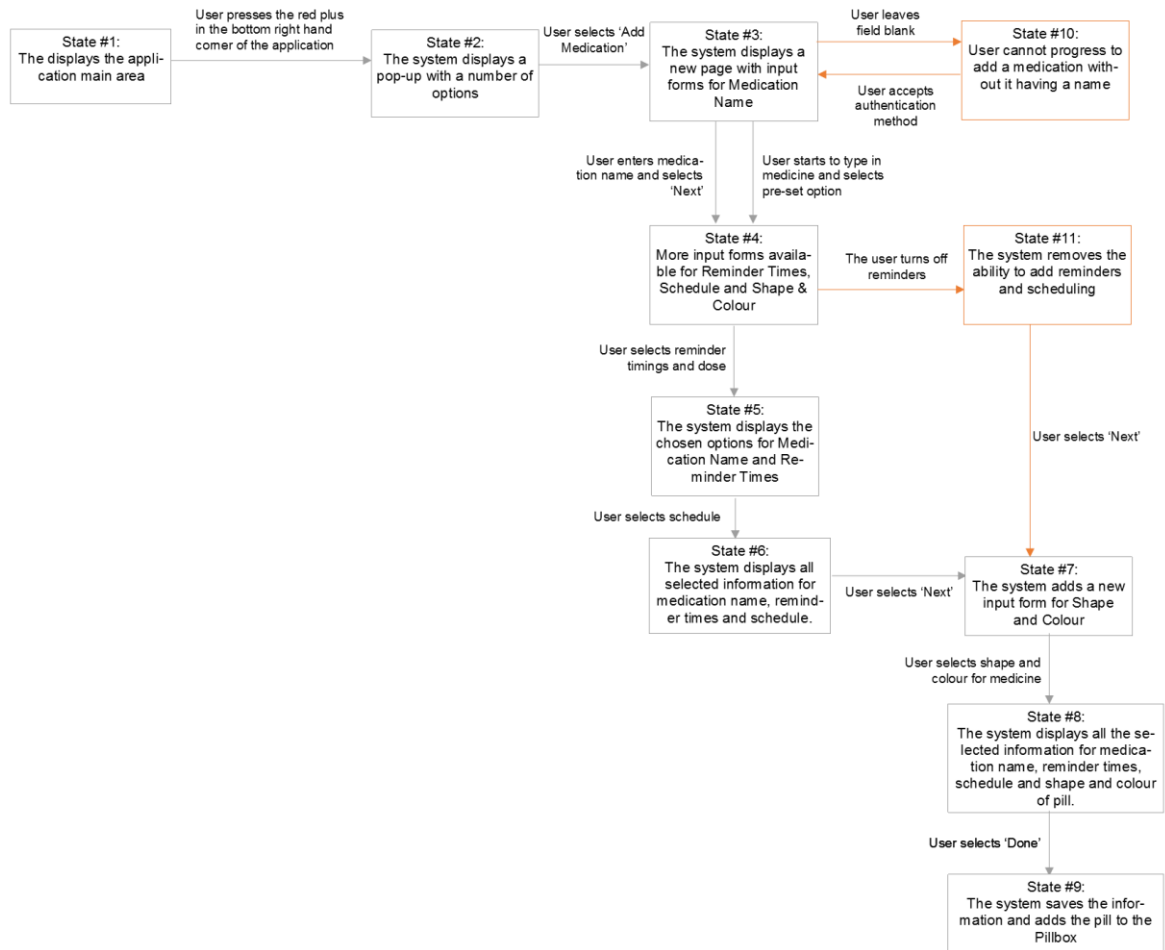 User presses the red plus
in the bottom right hand
corner of the application
State #1:
The displays the appli-
cation main area
State #2:
The system displays a
pop-up with a number of
options
User selects ‘Add
Medication’
State #3:
The system displays a
new page with input
forms for Medication
Name
User leaves
field blank
State #10:
User cannot progress to
add a medication with-
out it having a name
User accepts
authentication
method
User enters medica-
tion name and selects
‘Next’
User starts to type in
medicine and selects
pre-set option
State #4:
More input forms availa-
ble for Reminder Times,
Schedule and Shape &
Colour
The user turns off
reminders
State #11:
The system removes the
ability to add reminders
and scheduling
User selects reminder
timings and dose
State #5:
The system displays the
chosen options for Medi-
cation Name and Re-
minder Times
User selects ‘Next’
User selects schedule
State #6:
The system displays all
selected information for
medication name, remind-
er times and schedule.
User selects ‘Next’
State #7:
The system adds a new
input form for Shape
and Colour
User selects shape and
colour for medicine
State #8:
The system displays all the se-
lected information for medica-
tion name, reminder times,
schedule and shape and colour
of pill.
User selects ‘Done’
State #9:
The system saves the infor-
mation and adds the pill to the
Pillbox